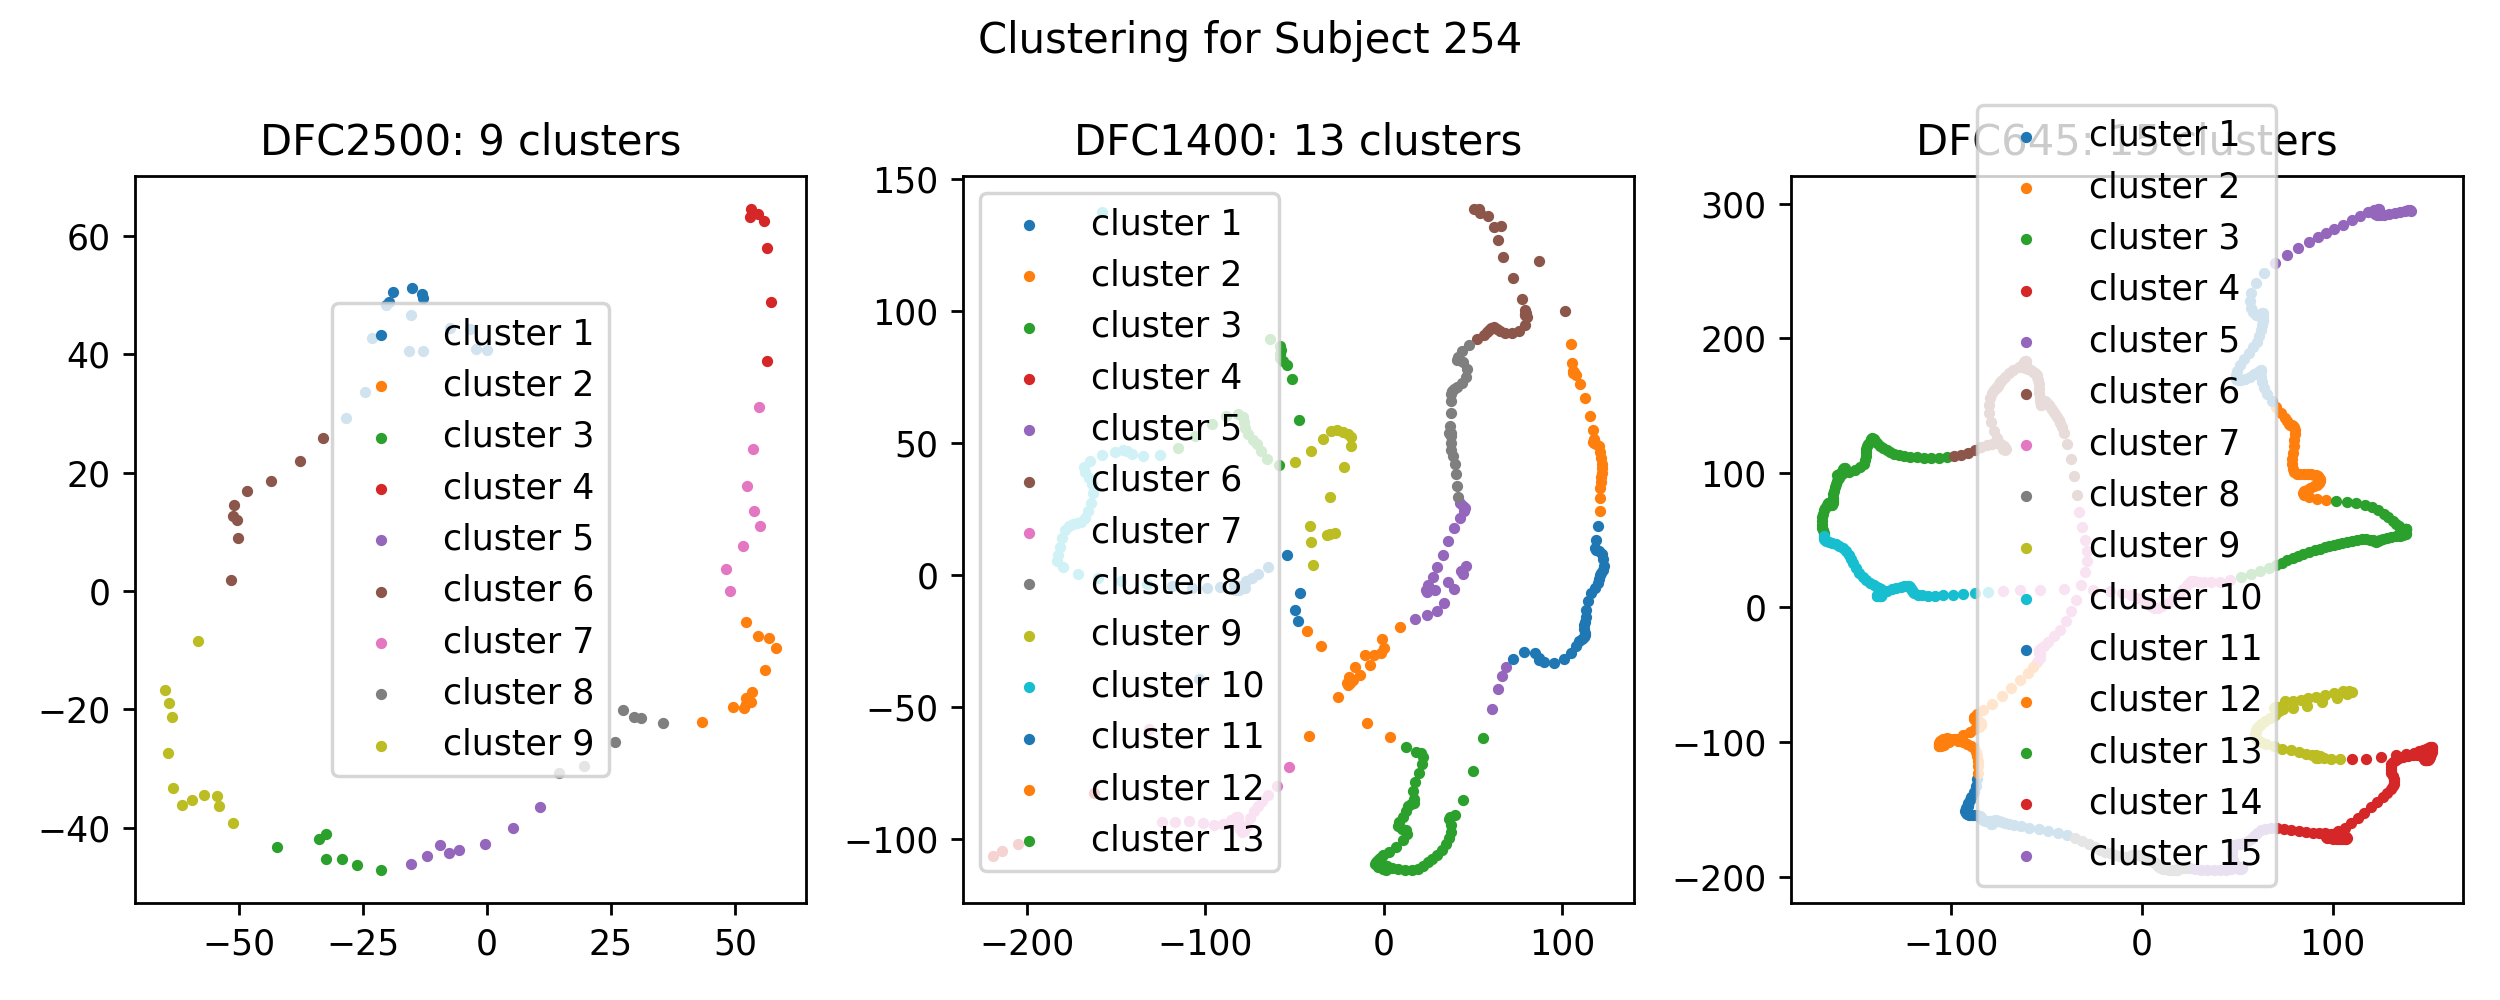 Clustering for Subject 254
DFC2500: 9 clusters
60
40
20
0
−20
−40
−50
−25
0
25
50
cluster 1
cluster 2
cluster 3
cluster 4
cluster 5
cluster 6
cluster 7
cluster 8
cluster 9
DFC1400: 13 clusters
150
100
50
0
−50
−100
−200
−100
0
100
cluster 1
cluster 2
cluster 3
cluster 4
cluster 5
cluster 6
cluster 7
cluster 8
cluster 9
cluster 10
cluster 11
cluster 12
cluster 13
DFC645: 15 clusters
300
200
100
0
−100
−200
−100
0
100
cluster 1
cluster 2
cluster 3
cluster 4
cluster 5
cluster 6
cluster 7
cluster 8
cluster 9
cluster 10
cluster 11
cluster 12
cluster 13
cluster 14
cluster 15